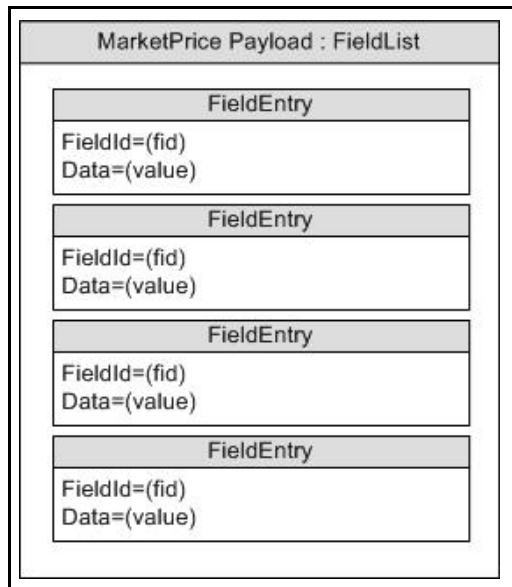 MarketPrice Payload : FieldList
FieldEntry
FieldId=(fid)
Data=(value)
FieldEntry
FieldId=(fid)
Data=(value)
FieldEntry
FieldId=(fid)
Data=(value)
FieldEntry
FieldId=(fid)
Data=(value)